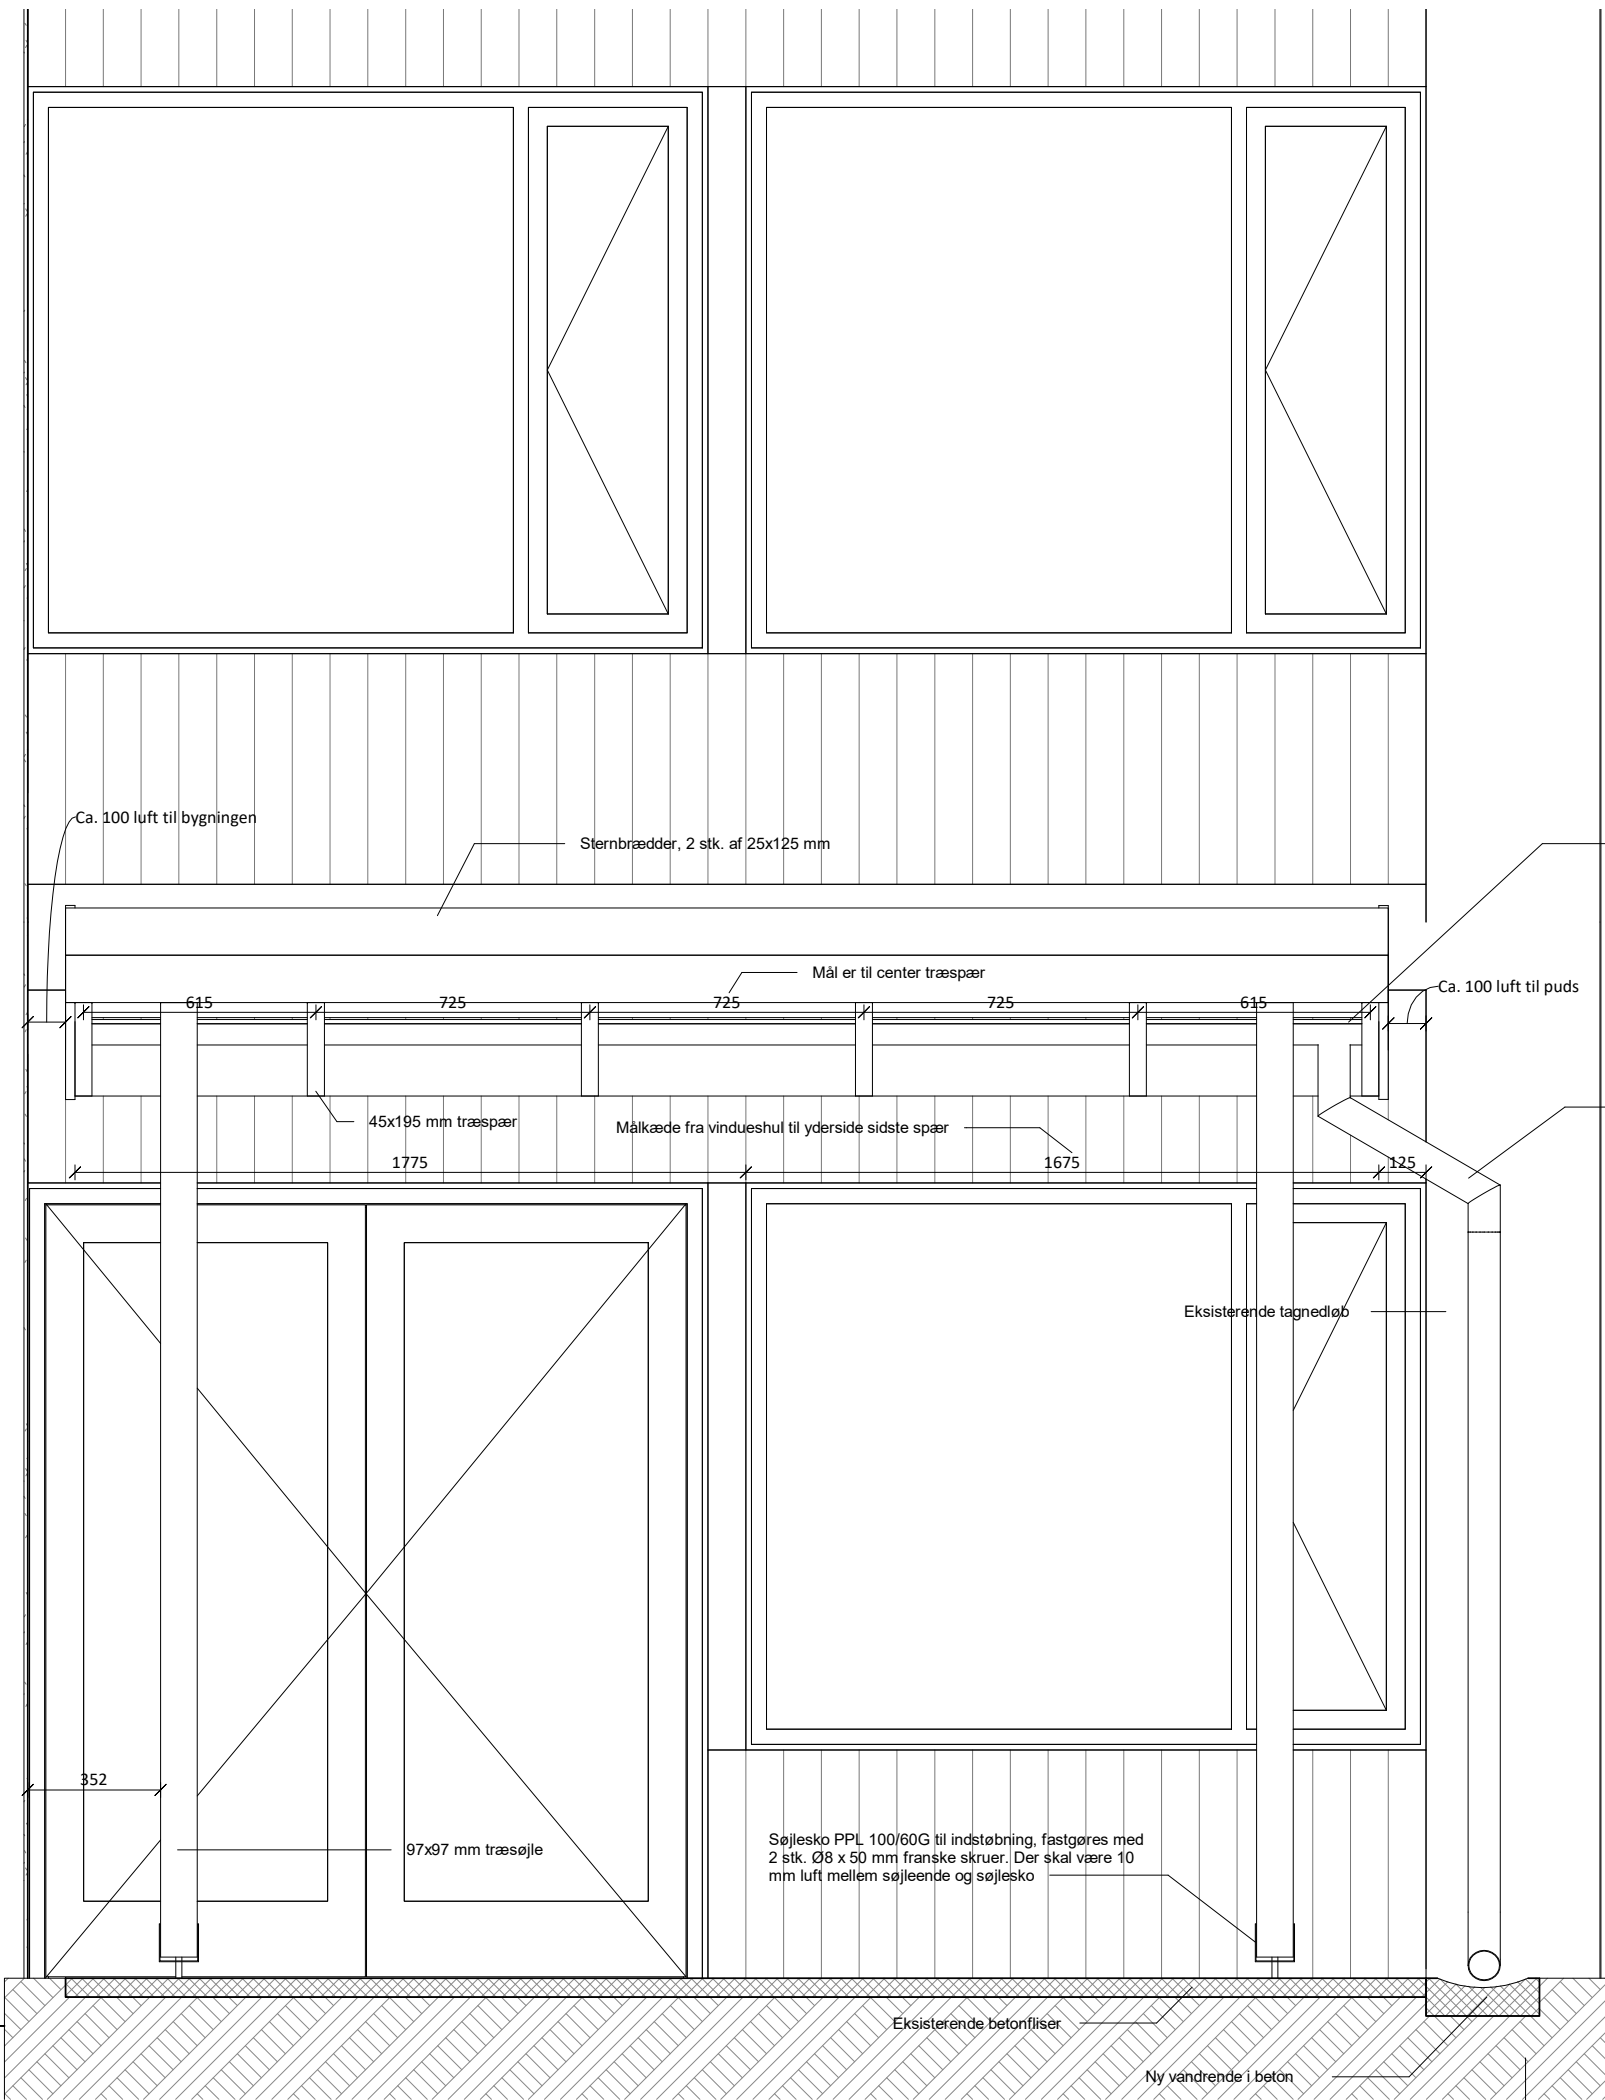 Ca. 100 luft til bygningen
Sternbrædder, 2 stk. af 25x125 mm
Mål er til center træspær
Ca. 100 luft til puds
615
725
725
725
615
45x195 mm træspær
Målkæde fra vindueshul til yderside sidste spær
1775
1675
125
Eksisterende tagnedløb
352
97x97 mm træsøjle
Søjlesko PPL 100/60G til indstøbning, fastgøres med
2 stk. Ø8 x 50 mm franske skruer. Der skal være 10
mm luft mellem søjleende og søjlesko
Eksisterende betonfliser
Ny vandrende i beton